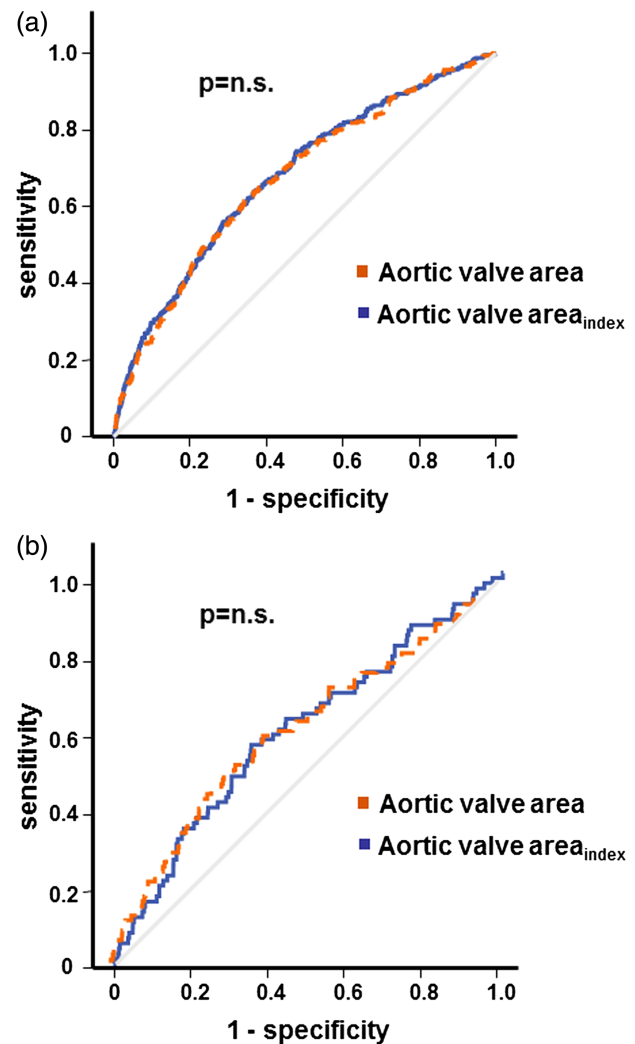 (a)
p=n.s.
1.0
0.8
0.6
0.4
0.2
0
sensitivity
Aortic valve area
Aortic valve area index
0 0.2 0.4 0.6 0.8 1.0
1 - specificity
(b)
p=n.s.
1.0
0.8
0.6
0.4
0.2
0
sensitivity
Aortic valve area
Aortic valve area index
0 0.2 0.4 0.6 0.8 1.0
1 - specificity